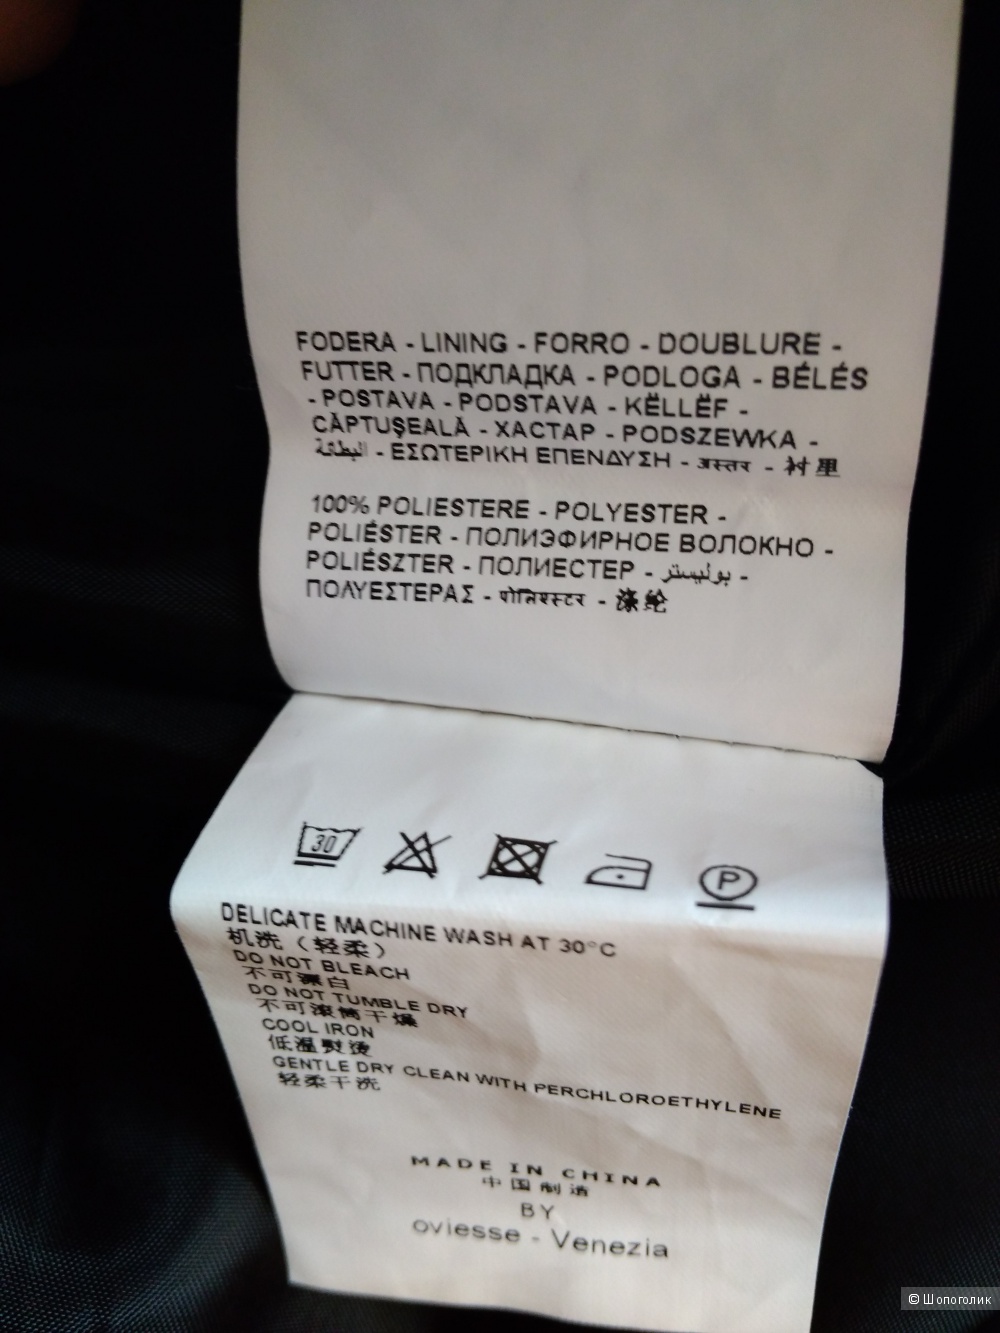 FODERA - LINING - FORRO - DOUBLURE -
FUTTER - ПОДКЛАДКА - PODLOGA - BÉLÉS
- POSTAVA - PODSTAVA - KËLLËF -
CĂPTUŞEALĂ - ХАСТАР - PODSZEWKA -
البطانة - ΕΣΩΤΕΡΙΚΗ ΕΠΕΝΔΥΣΗ - अस्तर - 衬里
100% POLIESTERE - POLYESTER -
POLIÉSTER - ПОЛИЭФИРНОЕ ВОЛОКНО -
POLIÉSZTER - ПОЛИЕСТЕР - بوليستر -
ΠΟΛΥΕΣΤΕΡΑΣ - पोलियस्टर - 涤纶
30
P
DELICATE MACHINE WASH AT 30°C
机洗（轻柔）
DO NOT BLEACH
不可漂白
DO NOT TUMBLE DRY
不可滚筒干燥
COOL IRON
低温熨烫
GENTLE DRY CLEAN WITH PERCHLOROETHYLENE
轻柔干洗
MADE IN CHINA
中国制造
BY
oviesse - Venezia
© Шопоголик